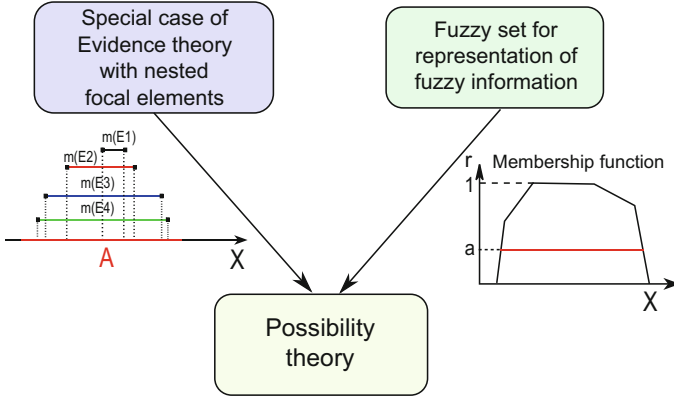 Special case of
Evidence theory
with nested
focal elements
Fuzzy set for
representation of
fuzzy information
m(E1)
m(E2)
m(E3)
m(E4)
A
X
r
Membership function
1
a
X
Possibility
theory